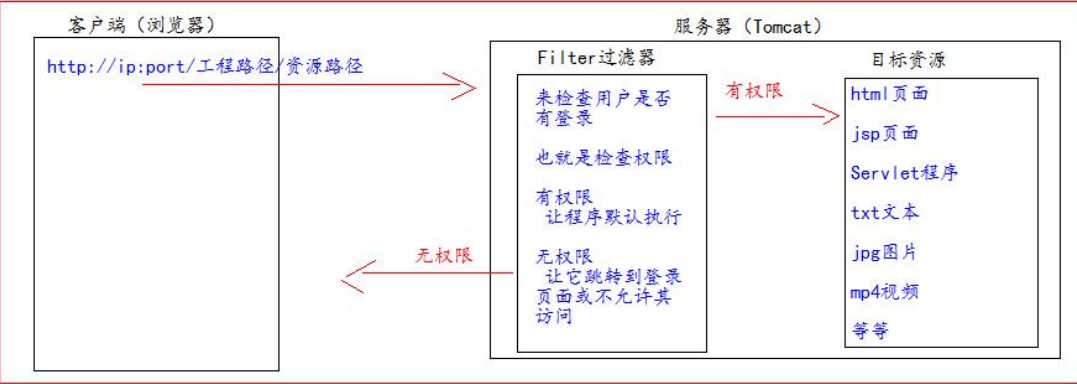 客户端（浏览器）
服务器（Tomcat）
http://ip:port/工程路径/资源路径
Filter过滤器
来检查用户是否
有登录
也就是检查权限
有权限
让程序默认执行
无权限
让它跳转到登录
页面或不允许其
访问
有权限
无权限
目标资源
html页面
jsp页面
Servlet程序
txt文本
jpg图片
mp4视频
等等